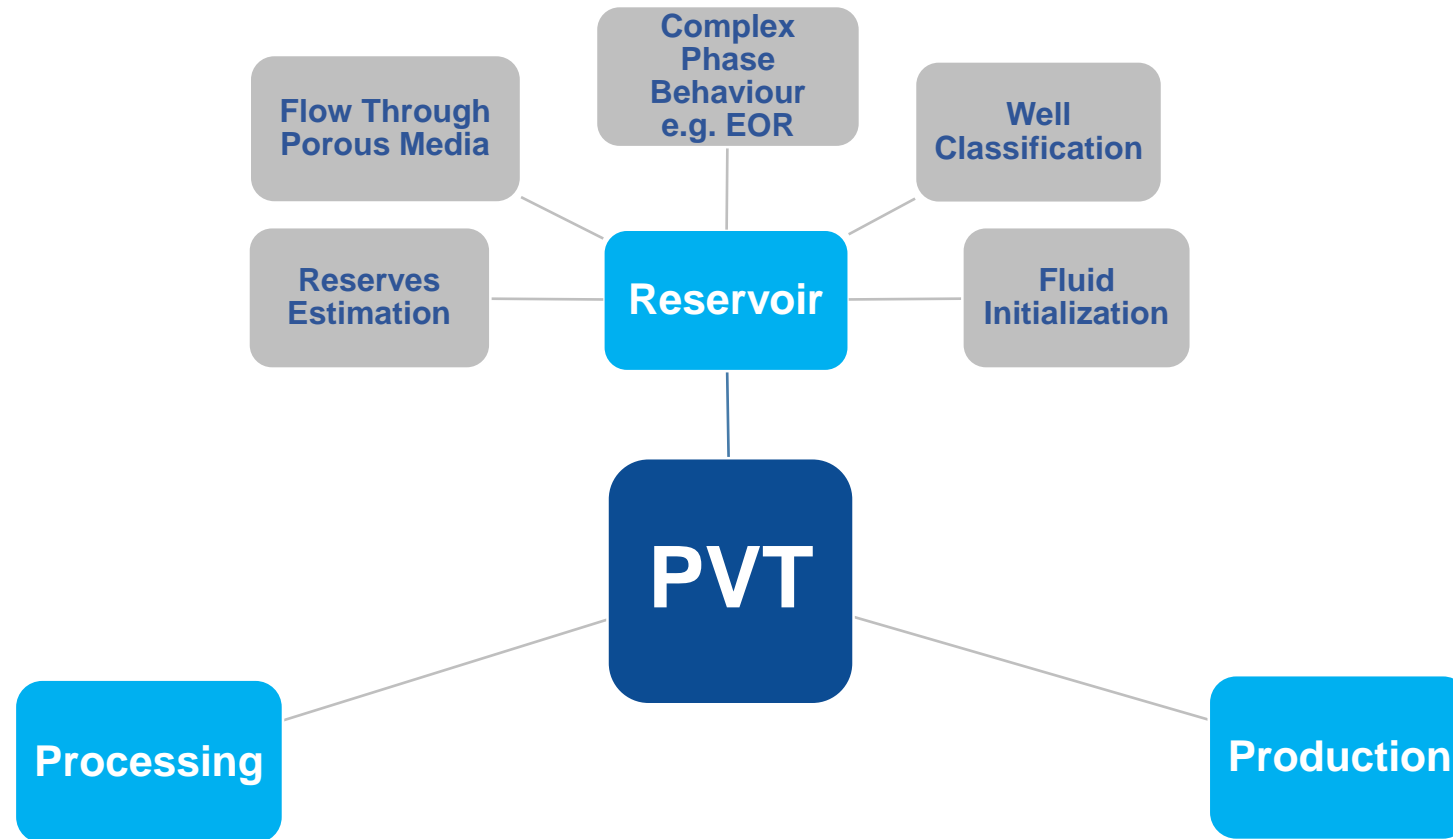 Complex
Phase
Behaviour
e.g. EOR
Flow Through
Porous Media
Well
Classification
Reserves
Estimation
Reservoir
Fluid
Initialization
PVT
Processing
Production